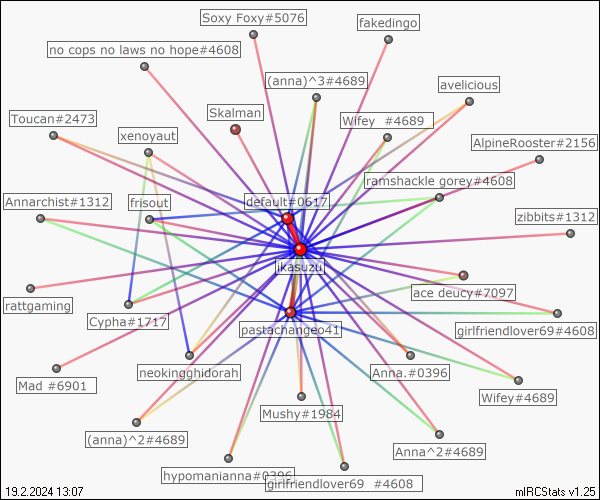 Soxy Foxy#5076
fakedingo
no cops no laws no hope#4608
(anna)^3#4689
avelicious
Toucan#2473
Skalman
Wifey #4689
xenoyaut
AlpineRooster#2156
ramshackle gorey#4608
Annarchist#1312
frisout
default#0617
zibbits#1312
jkasuzu
rattgaming
ace deucy#7097
Cypha#1717
pastachangeo41
girlfriendlover69#4608
Mad #6901
neokingghidorah
Anna.#0396
Wifey#4689
Mushy#1984
(anna)^2#4689
Anna^2#4689
hypomanianna#0396
girlfriendlover69 #4608
19.2.2024 13:07
mIRCStats v1.25